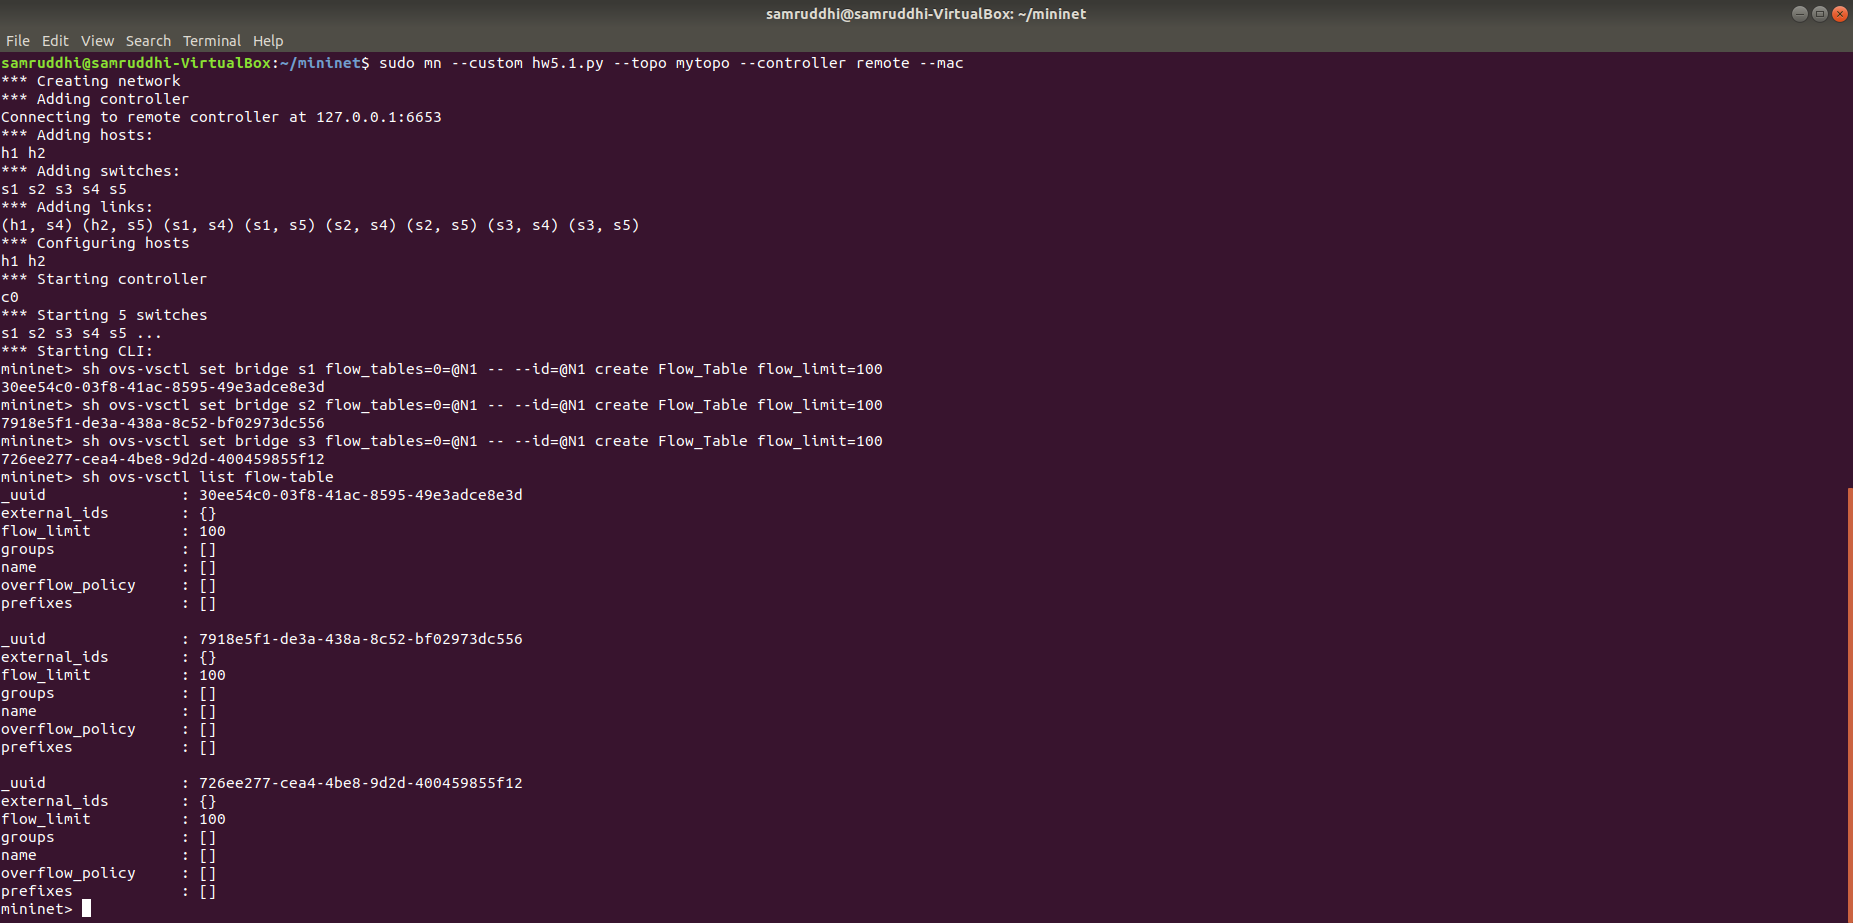 samruddhi@samruddhi-VirtualBox: ~/mininet
File Edit View Search Terminal Help
samruddhi@samruddhi-VirtualBox:~/mininet$ sudo mn --custom hw5.1.py --topo mytopo --controller remote --mac
*** Creating network
*** Adding controller
Connecting to remote controller at 127.0.0.1:6653
*** Adding hosts:
h1 h2
*** Adding switches:
s1 s2 s3 s4 s5
*** Adding links:
(h1, s4) (h2, s5) (s1, s4) (s1, s5) (s2, s4) (s2, s5) (s3, s4) (s3, s5)
*** Configuring hosts
h1 h2
*** Starting controller
c0
*** Starting 5 switches
s1 s2 s3 s4 s5 ...
*** Starting CLI:
mininet> sh ovs-vsctl set bridge s1 flow_tables=0=@N1 -- --id=@N1 create Flow_Table flow_limit=100
30ee54c0-03f8-41ac-8595-49e3adce8e3d
mininet> sh ovs-vsctl set bridge s2 flow_tables=0=@N1 -- --id=@N1 create Flow_Table flow_limit=100
7918e5f1-de3a-438a-8c52-bf02973dc556
mininet> sh ovs-vsctl set bridge s3 flow_tables=0=@N1 -- --id=@N1 create Flow_Table flow_limit=100
726ee277-cea4-4be8-9d2d-400459855f12
mininet> sh ovs-vsctl list flow-table
_uuid : 30ee54c0-03f8-41ac-8595-49e3adce8e3d
external_ids : {}
flow_limit : 100
groups : []
name : []
overflow_policy : []
prefixes : []
_uuid : 7918e5f1-de3a-438a-8c52-bf02973dc556
external_ids : {}
flow_limit : 100
groups : []
name : []
overflow_policy : []
prefixes : []
_uuid : 726ee277-cea4-4be8-9d2d-400459855f12
external_ids : {}
flow_limit : 100
groups : []
name : []
overflow_policy : []
prefixes : []
mininet>